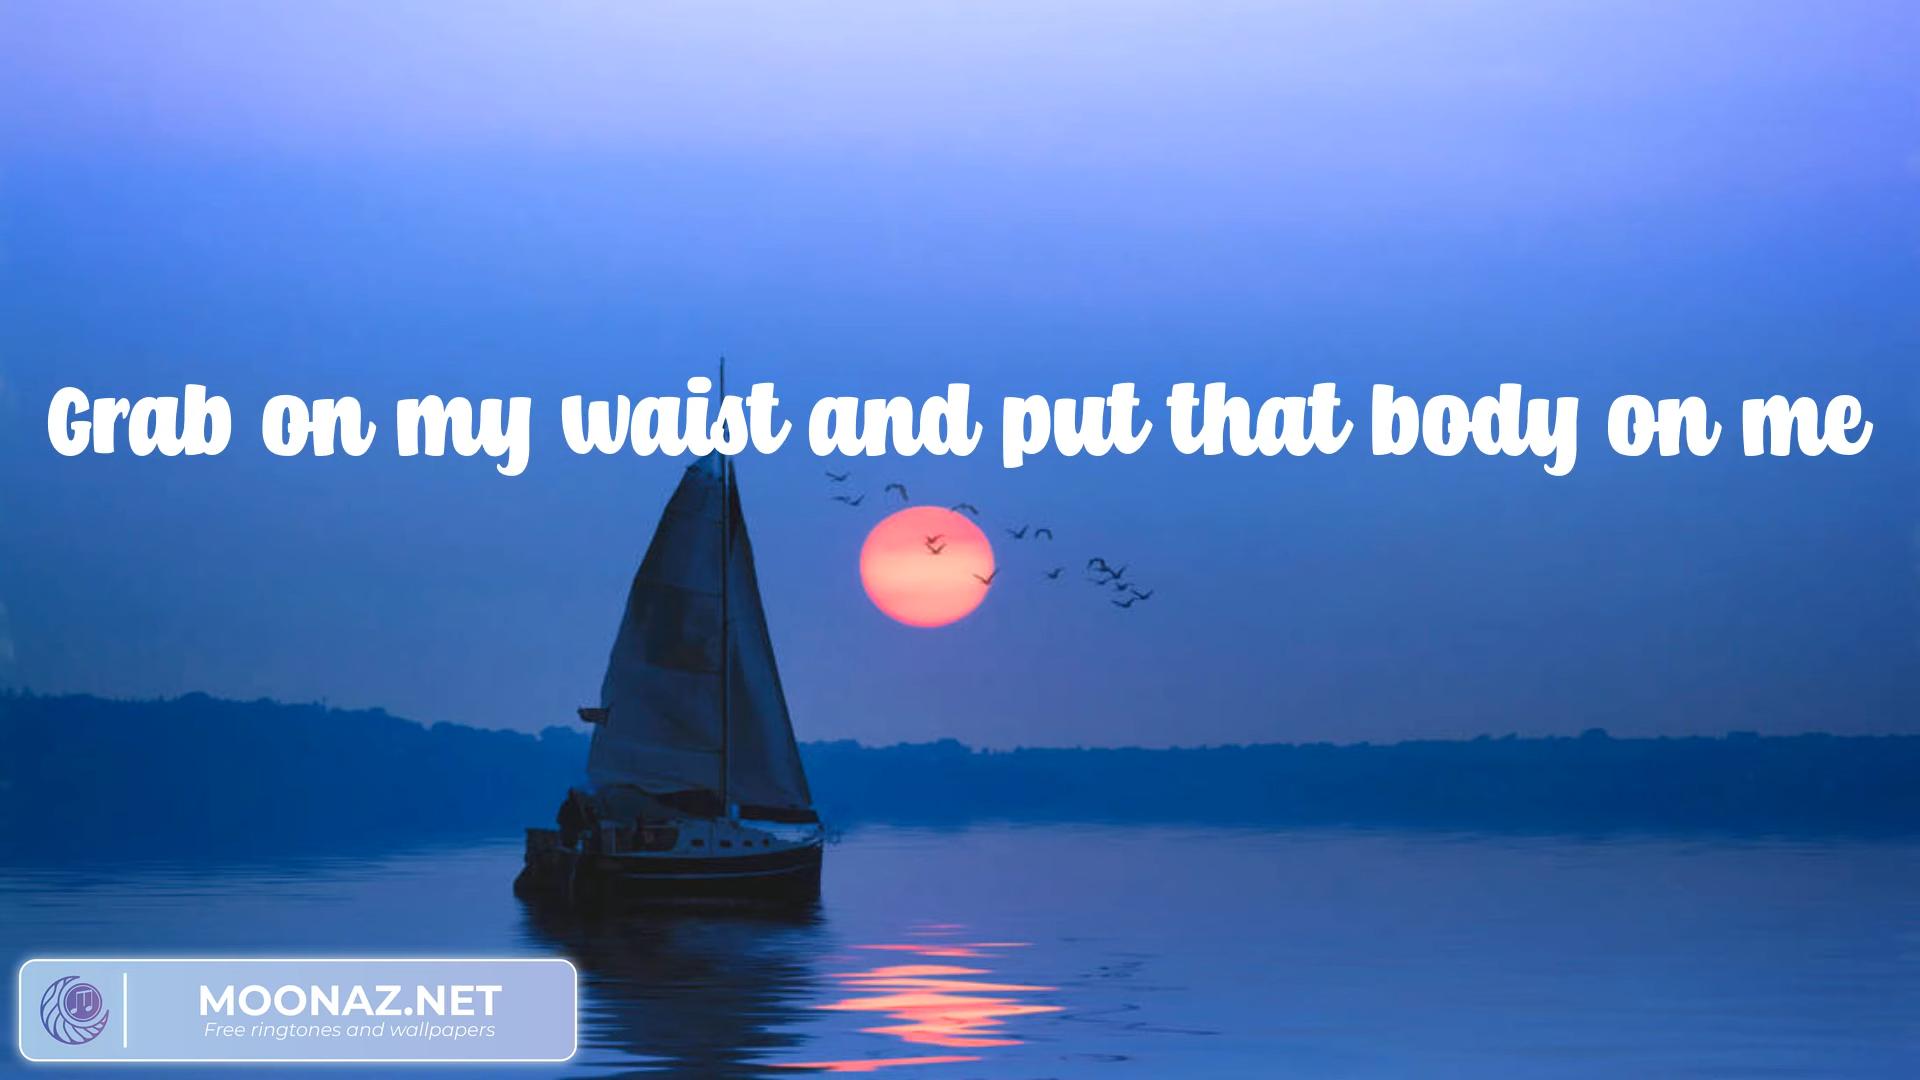 Grab on my waist and put that body on me
MOONAZ.NET
Free ringtones and wallpapers